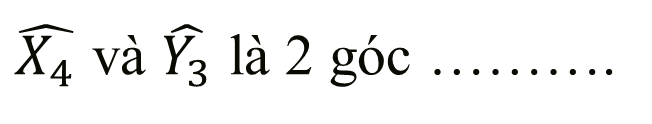 $\widehat{X_4}$ và $\widehat{Y_3}$ là 2 góc ..........